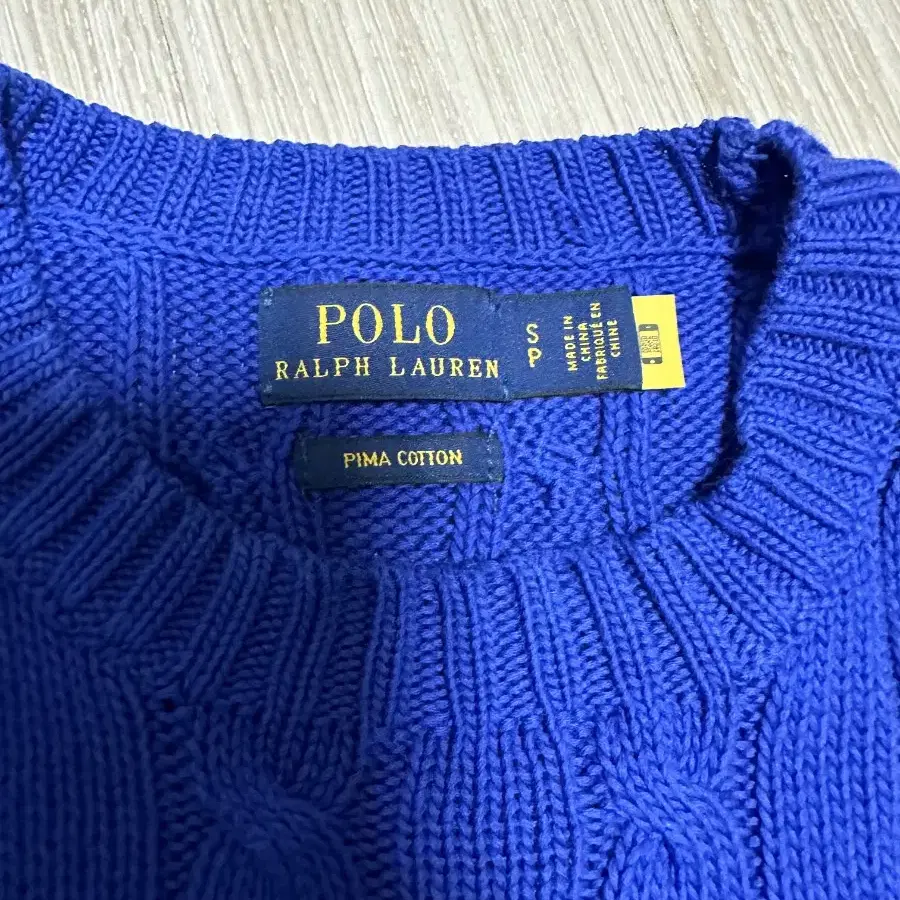 POLO
RALPH LAUREN
S
P
MADE IN
CHINA
FABRIQUÉ EN
CHINE
PIMA COTTON